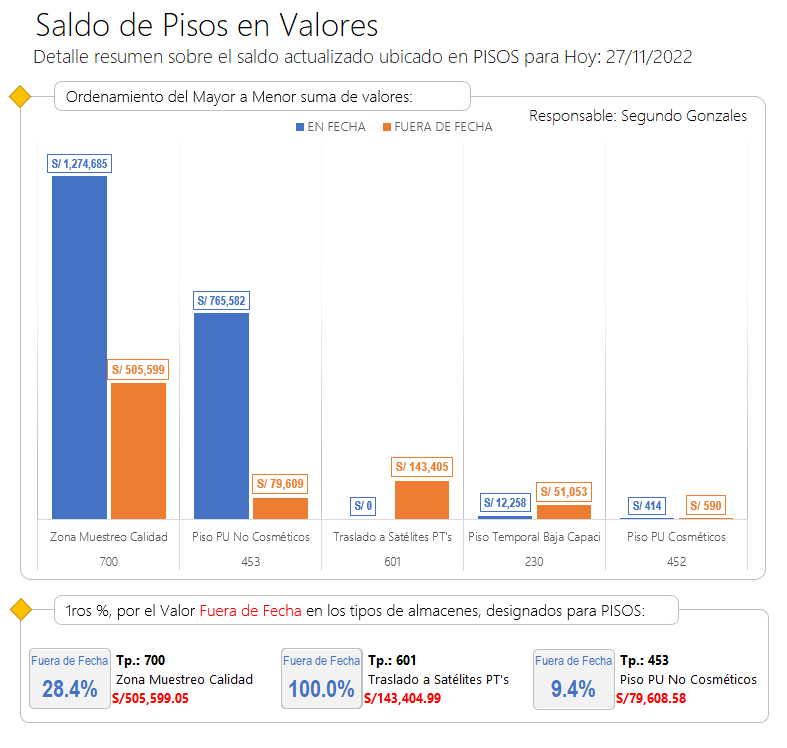 Saldo de Pisos en Valores
Detalle resumen sobre el saldo actualizado ubicado en PISOS para Hoy: 27/11/2022
Ordenamiento del Mayor a Menor suma de valores:
Responsable: Segundo Gonzales
EN FECHA FUERA DE FECHA
S/ 1,274,685
S/ 765,582
S/ 505,599
S/ 143,405
S/ 79,609
S/ 51,053
S/ 0
S/ 12,258
S/ 414
S/ 590
Zona Muestreo Calidad Piso PU No Cosméticos Traslado a Satélites PT's Piso Temporal Baja Capaci Piso PU Cosméticos
700 453 601 230 452
1ros %, por el Valor Fuera de Fecha en los tipos de almacenes, designados para PISOS:
Fuera de Fecha
28.4%
Tp.: 700
Zona Muestreo Calidad
S/505,599.05
Fuera de Fecha
100.0%
Tp.: 601
Traslado a Satélites PT's
S/143,404.99
Fuera de Fecha
9.4%
Tp.: 453
Piso PU No Cosméticos
S/79,608.58